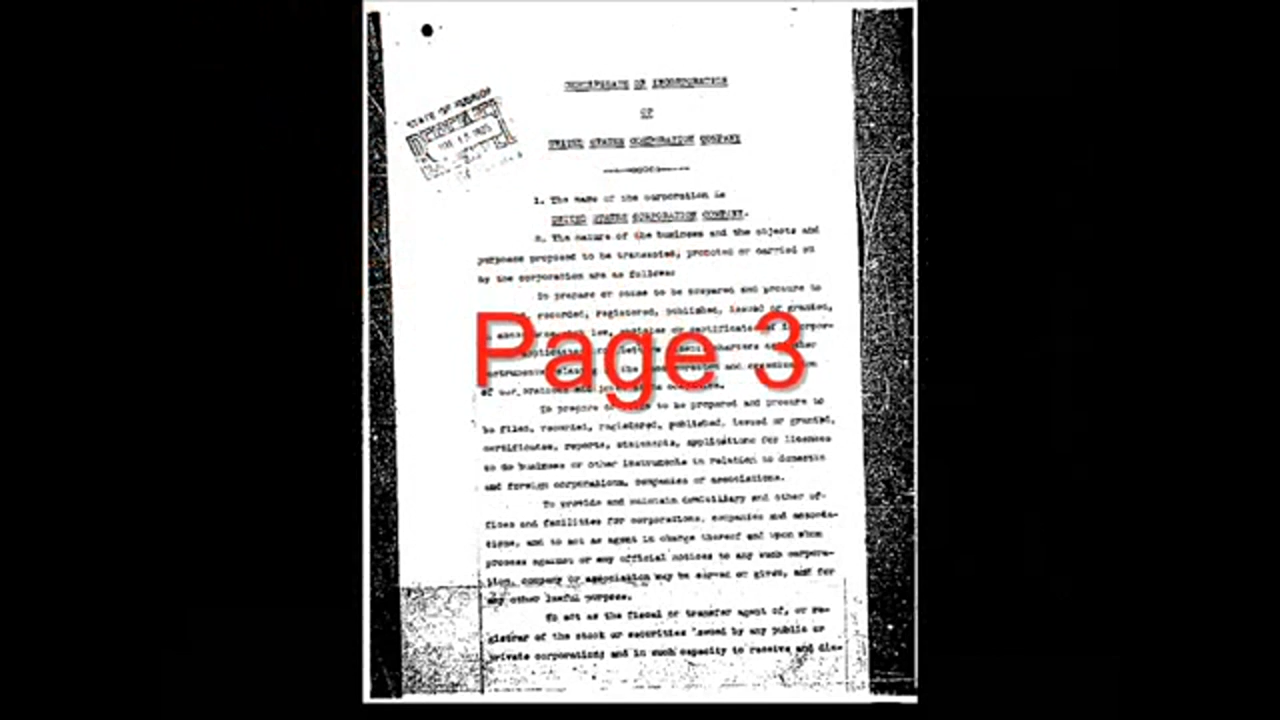 CERTIFICATE OF INCORPORATION
OF
UNITED STATES CORPORATION COMPANY
STATE OF
1. The name of the corporation is
UNITED STATES CORPORATION COMPANY.
2. The nature of the business and the objects and
purposes proposed to be transacted, promoted or carried on
by the corporation are as follows:
To prepare or cause to be prepared and procure to
recorded, registered, published, issued or granted,
law,
Page 3
of
To prepare to be prepared and procure to
be filed, recorded, registered, published, issued or granted,
certificates, reports, statements, applications for licenses
to do business or other instruments in relation to domestic
and foreign corporations, companies or associations.
To provide and maintain domiciliary and other of-
fices and facilities for corporations, companies and associa-
tions, and to act as agent in charge thereof and upon whom
process against or any official notices to any such corpora-
tion, company or association may be served or given, and for
any other lawful purpose.
To act as the fiscal or transfer agent of, or re-
gistrar of the stock or securities issued by any public or
private corporation; and in such capacity to receive and dis-